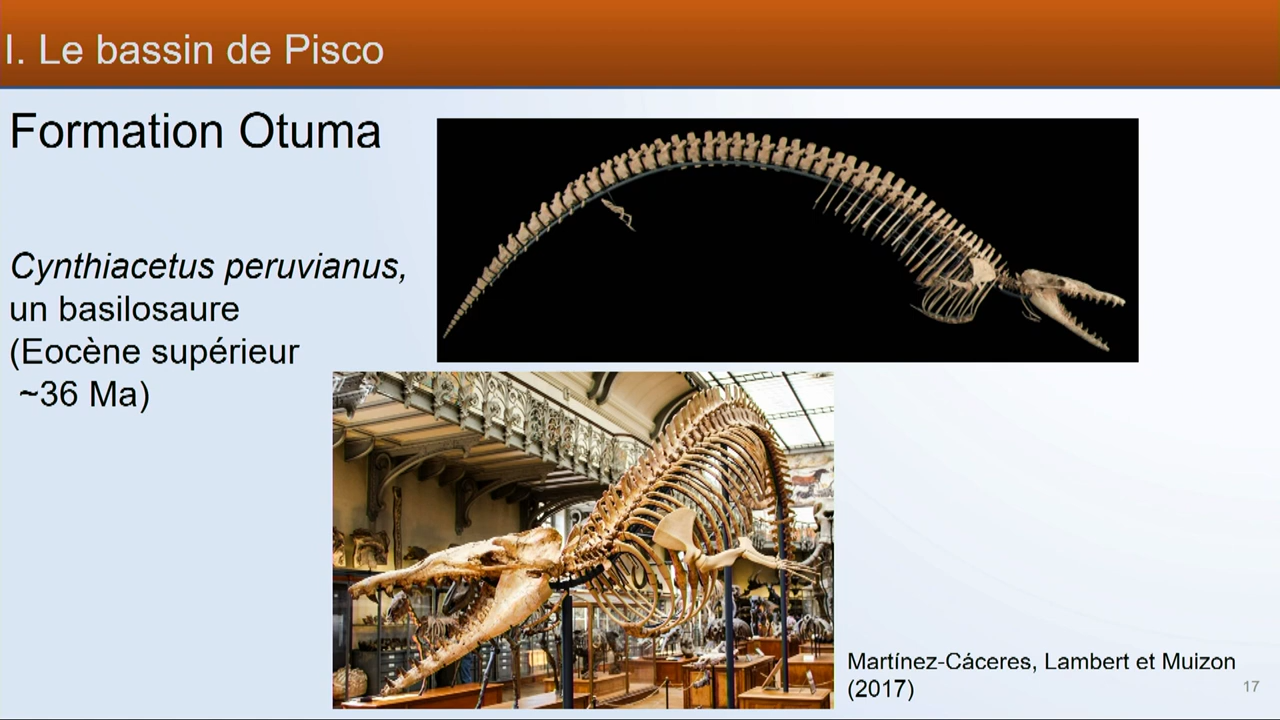 I. Le bassin de Pisco
Formation Otuma
Cynthiacetus peruvianus,
un basilosaure
(Eocène supérieur
~36 Ma)
Martínez-Cáceres, Lambert et Muizon
(2017)
17